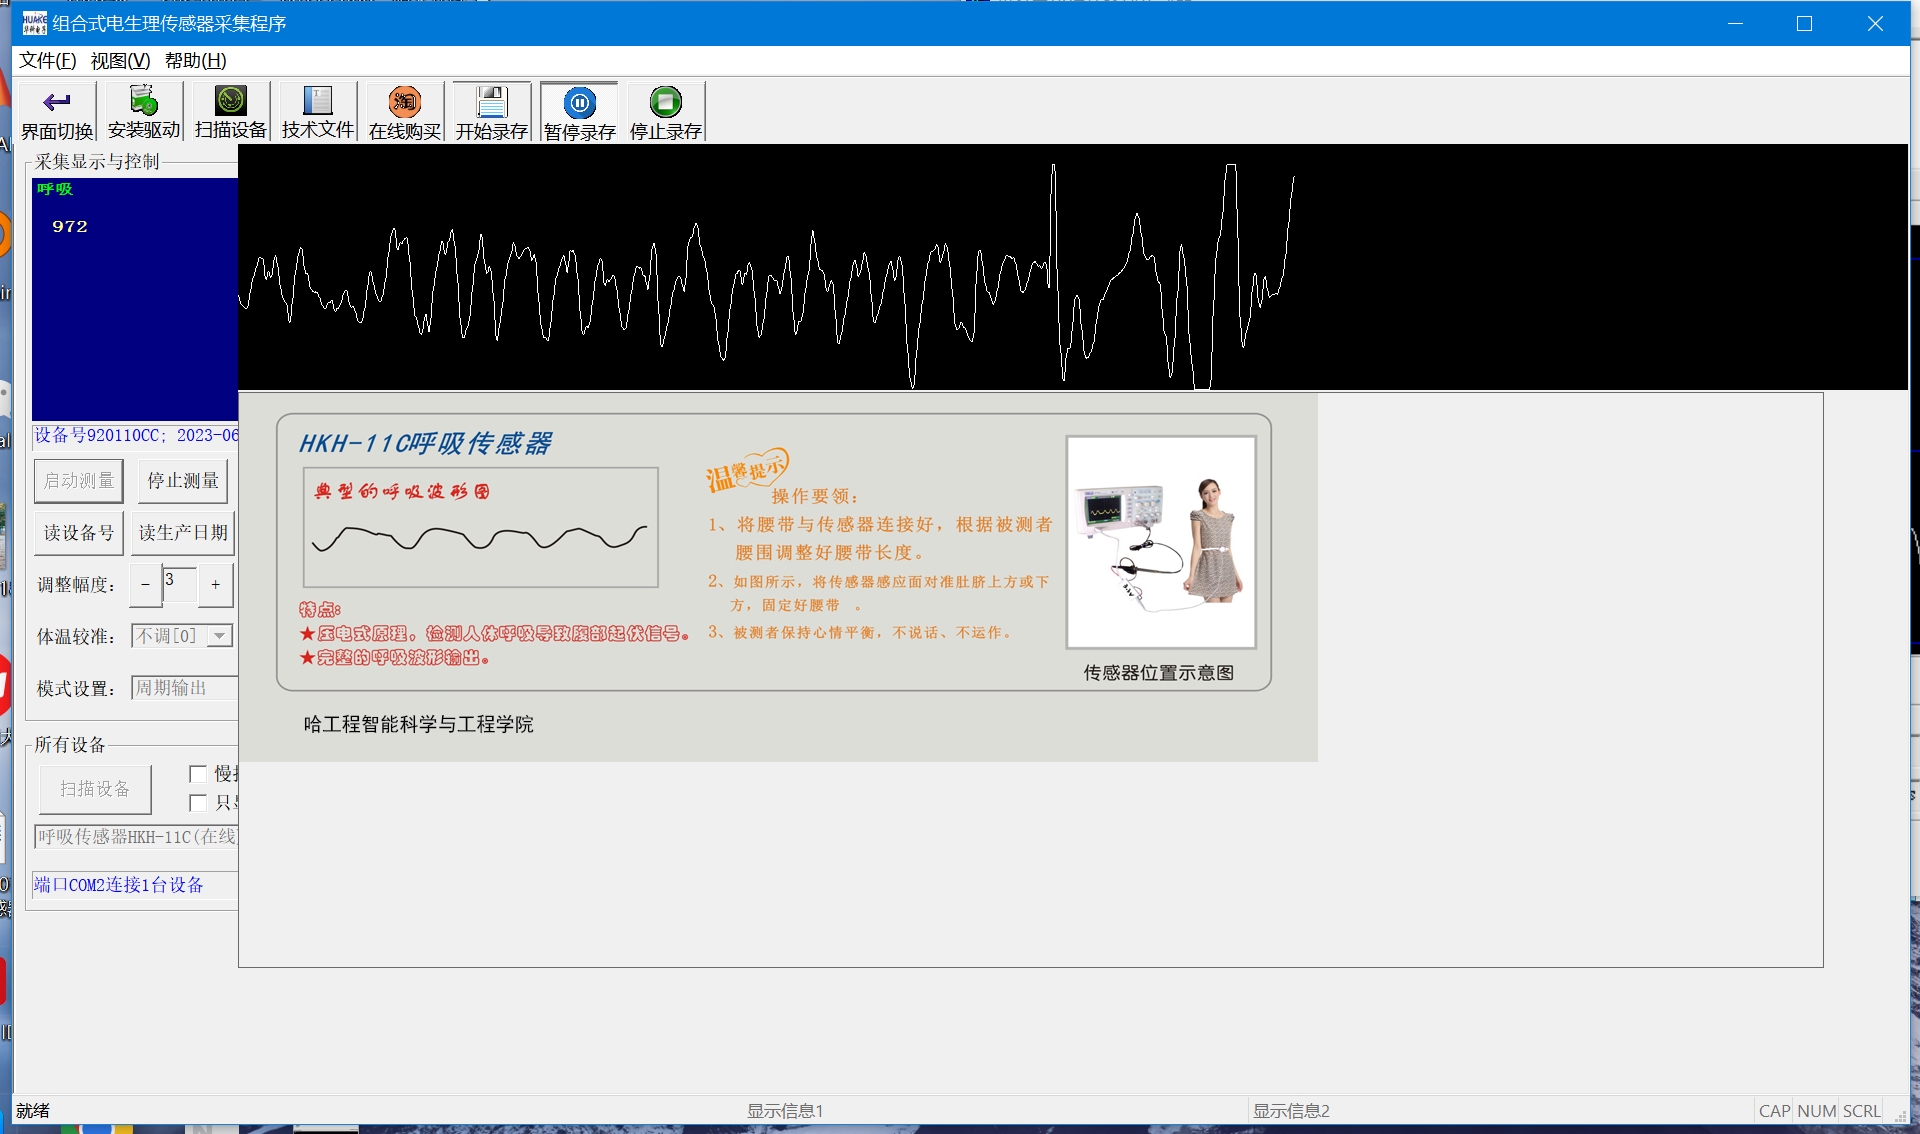 组合式电生理传感器采集程序
文件(F) 视图(V) 帮助(H)
界面切换 安装驱动 扫描设备 技术文件 在线购买 开始录存 暂停录存 停止录存
采集显示与控制
呼吸
972
设备号920110CC; 2023-06
启动测量 停止测量
读设备号 读生产日期
调整幅度: - 3 +
体温较准: 不调[0]
模式设置: 周期输出
所有设备
扫描设备
慢扫
只显
呼吸传感器HKH-11C(在线)
端口COM2连接1台设备
HKH-11C呼吸传感器
典型的呼吸波形图
特点:
★压电式原理,检测人体呼吸导致腹部起伏信号。
★完整的呼吸波形输出。
温馨提示
操作要领:
1、将腰带与传感器连接好,根据被测者
腰围调整好腰带长度。
2、如图所示,将传感器感应面对准肚脐上方或下
方,固定好腰带 。
3、被测者保持心情平衡,不说话、不运作。
传感器位置示意图
哈工程智能科学与工程学院
就绪 显示信息1 显示信息2 CAP NUM SCRL